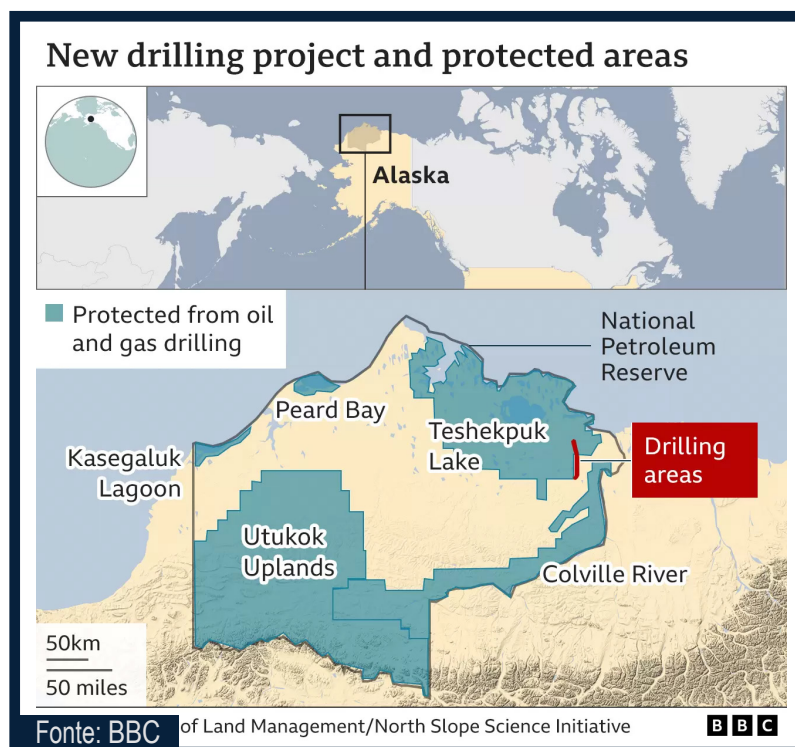 New drilling project and protected areas
Alaska
Protected from oil
and gas drilling
National
Petroleum
Reserve
Peard Bay
Teshekpuk
Lake
Drilling
areas
Kasegaluk
Lagoon
Utukok
Uplands
Colville River
50km
50 miles
Fonte: BBC of Land Management/North Slope Science Initiative BBC